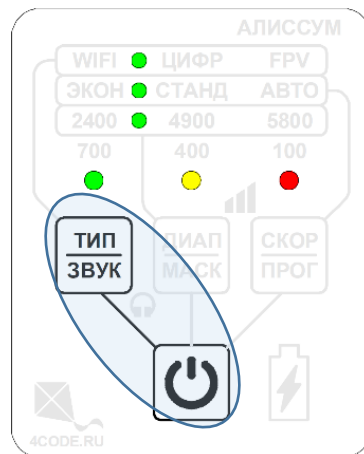 АЛИССУМ
WIFI ЦИФР FPV
ЭКОН СТАНД АВТО
2400 4900 5800
700 400 100
ТИП ДИАП СКОР
ЗВУК МАСК ПРОГ
4CODE.RU